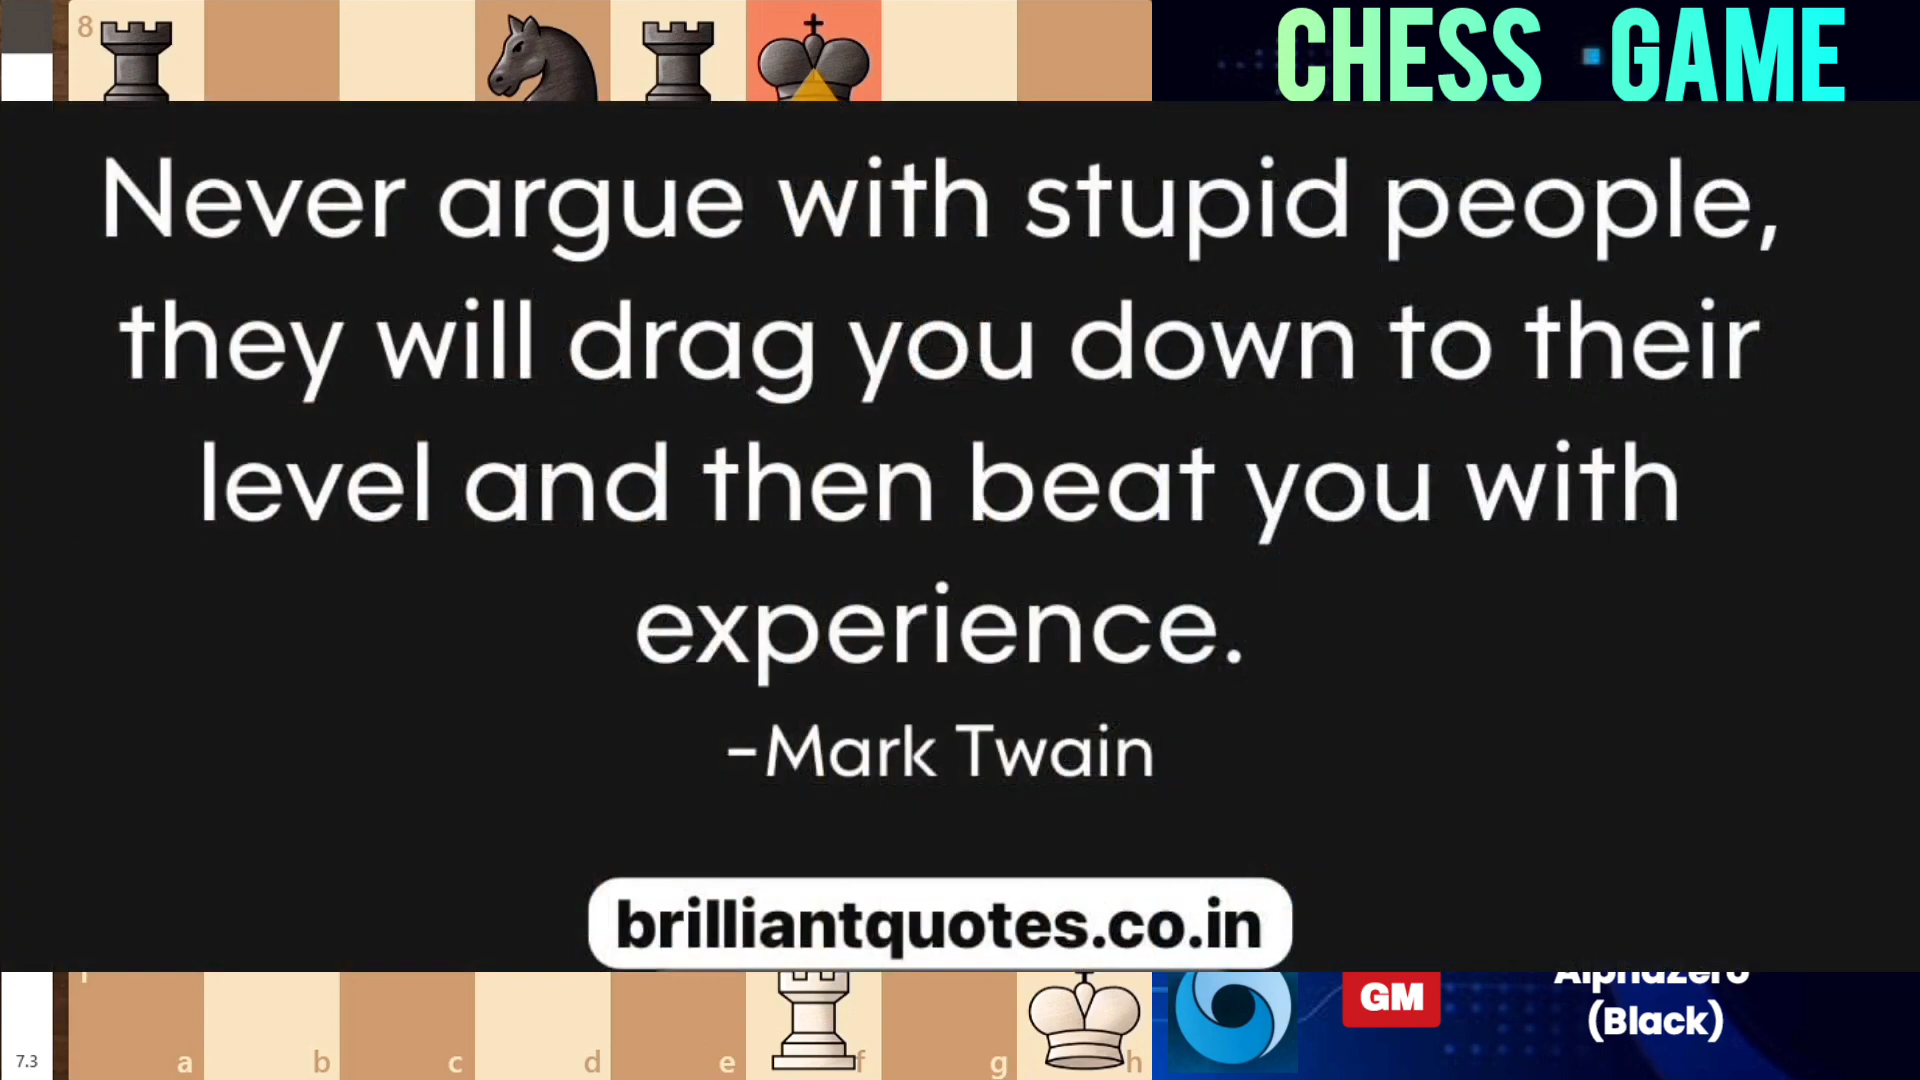 8
CHESS GAME
Never argue with stupid people,
they will drag you down to their
level and then beat you with
experience.
-Mark Twain
brilliantquotes.co.in
GM
AlphaZero
(Black)
7.3
a b c d e f g h